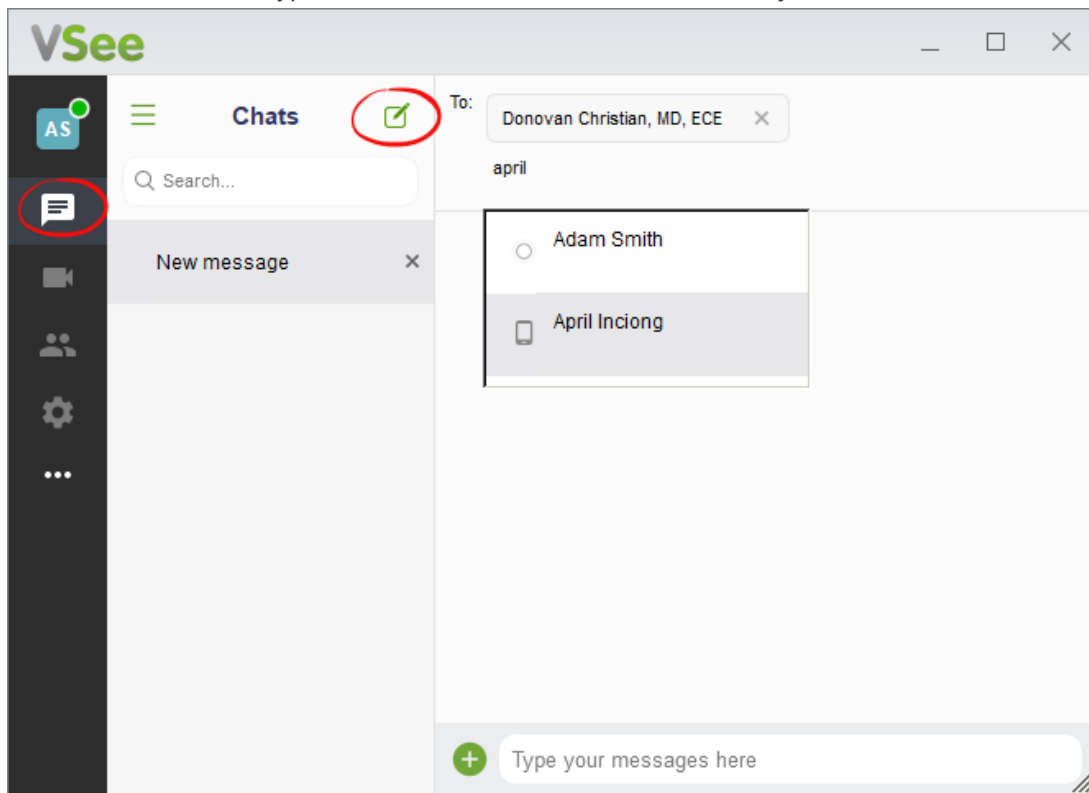 VSee
AS
Chats
Search...
New message
To:
Donovan Christian, MD, ECE
april
Adam Smith
April Inciong
Type your messages here